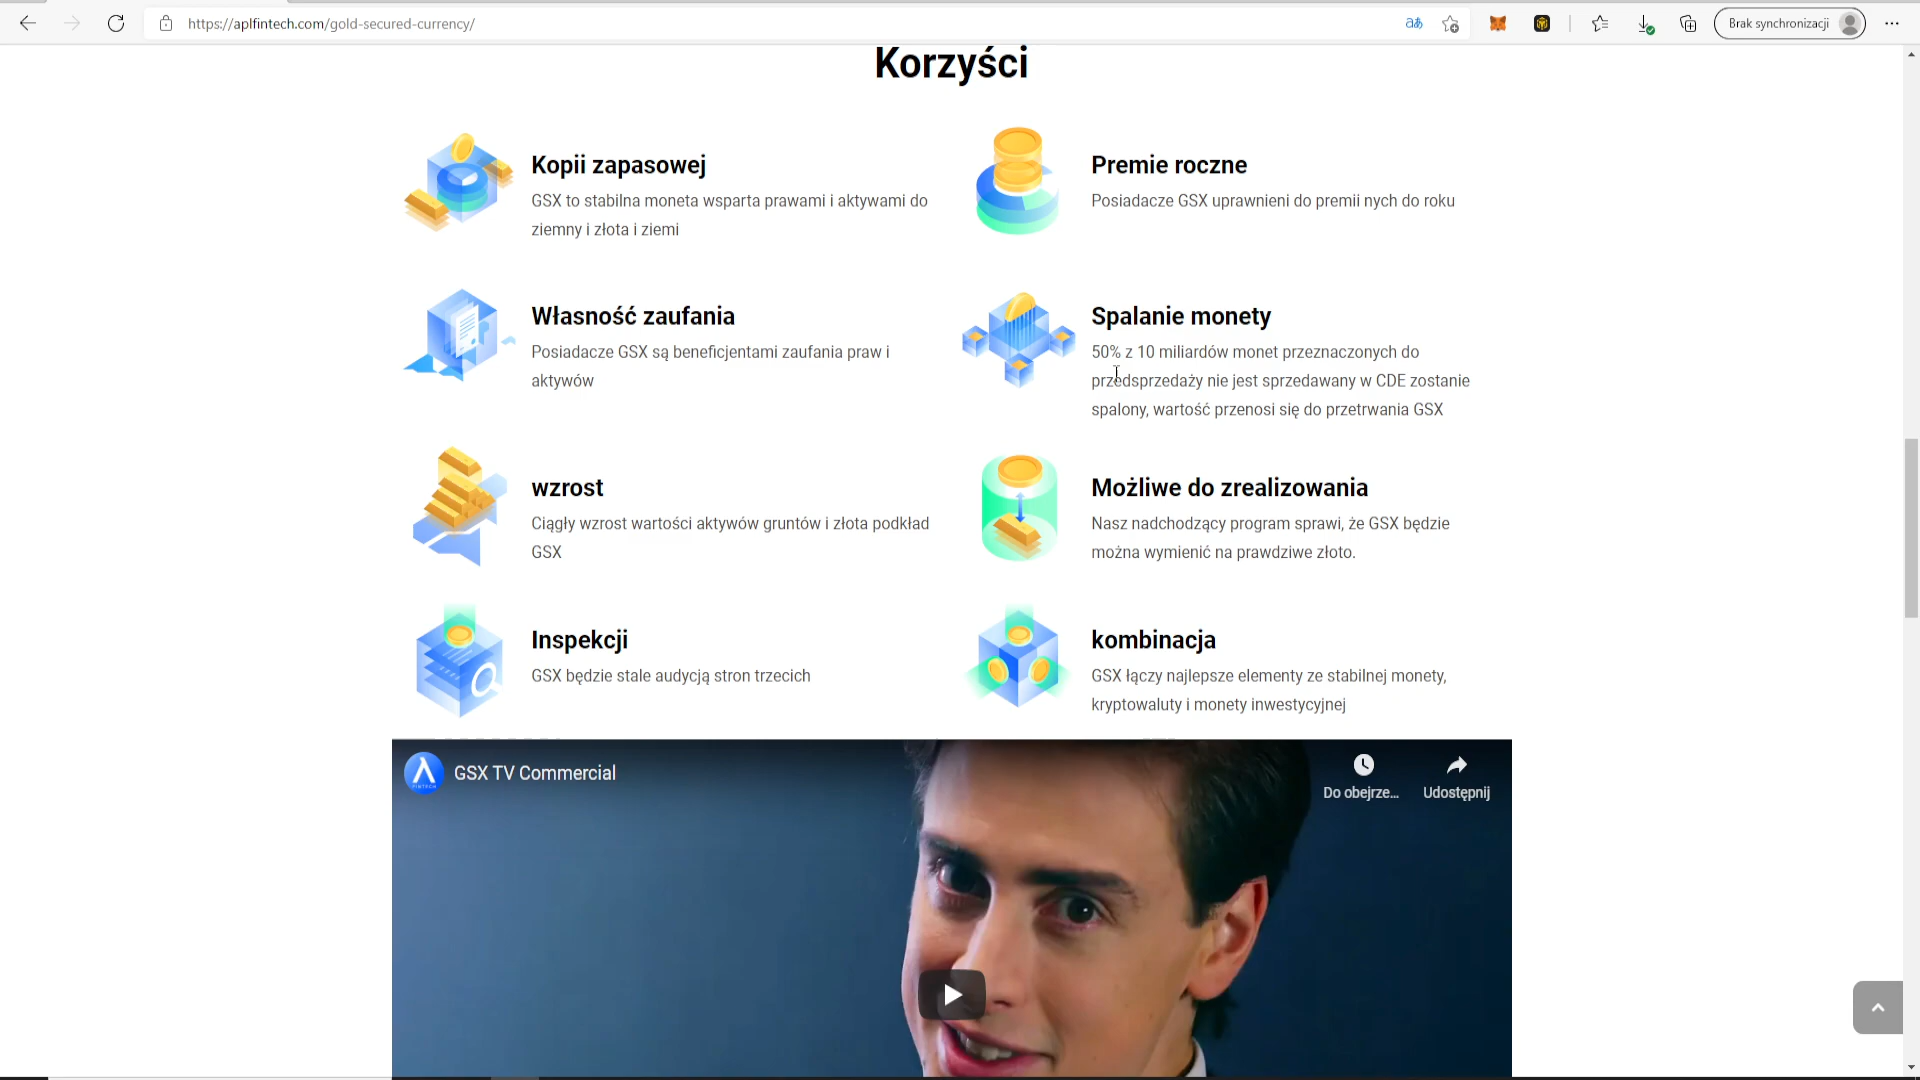 https://aplfintech.com/gold-secured-currency/
aあ
Brak synchronizacji
Korzyści
Kopii zapasowej
GSX to stabilna moneta wsparta prawami i aktywami do
ziemny i złota i ziemi
Premie roczne
Posiadacze GSX uprawnieni do premii nych do roku
Własność zaufania
Posiadacze GSX są beneficjentami zaufania praw i
aktywów
Spalanie monety
50% z 10 miliardów monet przeznaczonych do
przedsprzedaży nie jest sprzedawany w CDE zostanie
spalony, wartość przenosi się do przetrwania GSX
wzrost
Ciągły wzrost wartości aktywów gruntów i złota podkład
GSX
Możliwe do zrealizowania
Nasz nadchodzący program sprawi, że GSX będzie
można wymienić na prawdziwe złoto.
Inspekcji
GSX będzie stale audycją stron trzecich
kombinacja
GSX łączy najlepsze elementy ze stabilnej monety,
kryptowaluty i monety inwestycyjnej
GSX TV Commercial
Do obejrze...
Udostępnij
FINTECH